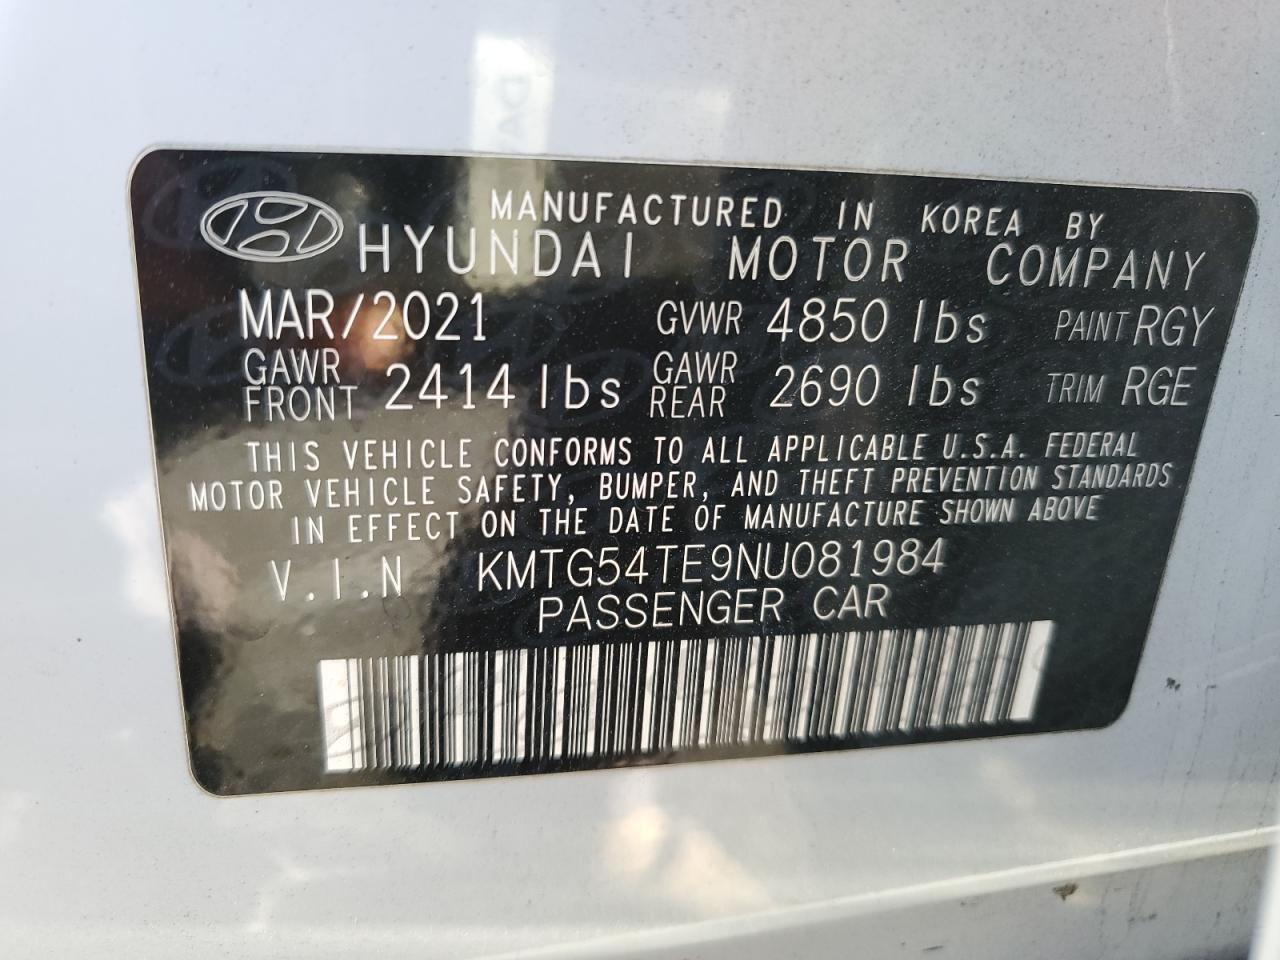 MANUFACTURED IN KOREA BY
HYUNDAI MOTOR COMPANY
MAR/2021 GVWR 4850 lbs PAINT RGY
GAWR FRONT 2414 lbs GAWR REAR 2690 lbs TRIM RGE
THIS VEHICLE CONFORMS TO ALL APPLICABLE U.S.A. FEDERAL
MOTOR VEHICLE SAFETY, BUMPER, AND THEFT PREVENTION STANDARDS
IN EFFECT ON THE DATE OF MANUFACTURE SHOWN ABOVE
V.I.N KMTG54TE9NU081984
PASSENGER CAR